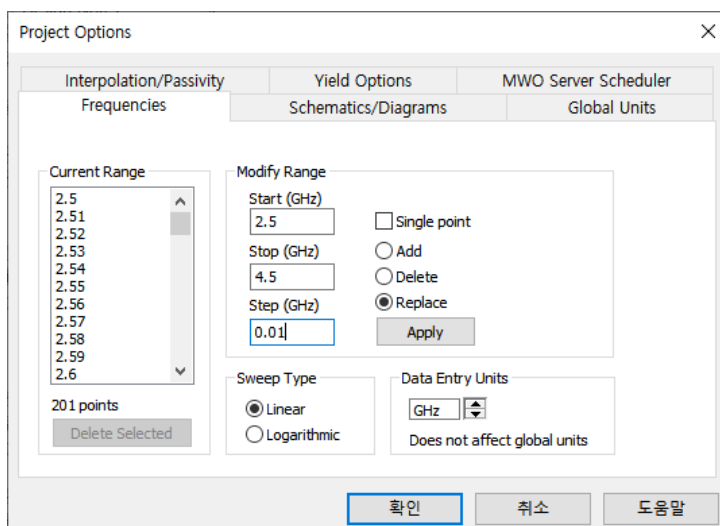 Project Options
Interpolation/Passivity
Yield Options
MWO Server Scheduler
Frequencies
Schematics/Diagrams
Global Units
Current Range
2.5
2.51
2.52
2.53
2.54
2.55
2.56
2.57
2.58
2.59
2.6
201 points
Delete Selected
Modify Range
Start (GHz)
2.5
Stop (GHz)
4.5
Step (GHz)
0.01
Single point
Add
Delete
Replace
Apply
Sweep Type
Linear
Logarithmic
Data Entry Units
GHz
Does not affect global units
확인
취소
도움말